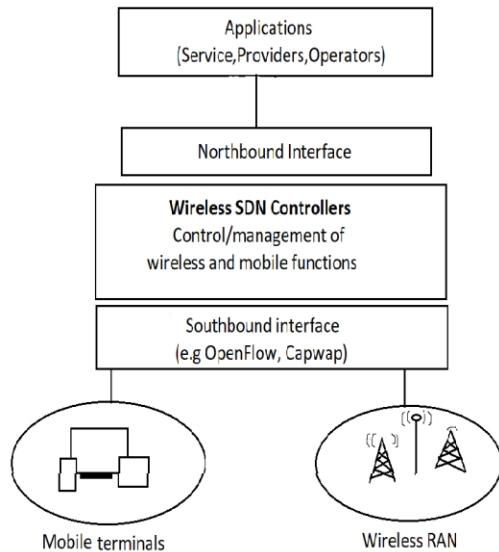 Applications
(Service,Providers,Operators)
Northbound Interface
Wireless SDN Controllers
Control/management of
wireless and mobile functions
Southbound interface
(e.g OpenFlow, Capwap)
Mobile terminals
Wireless RAN